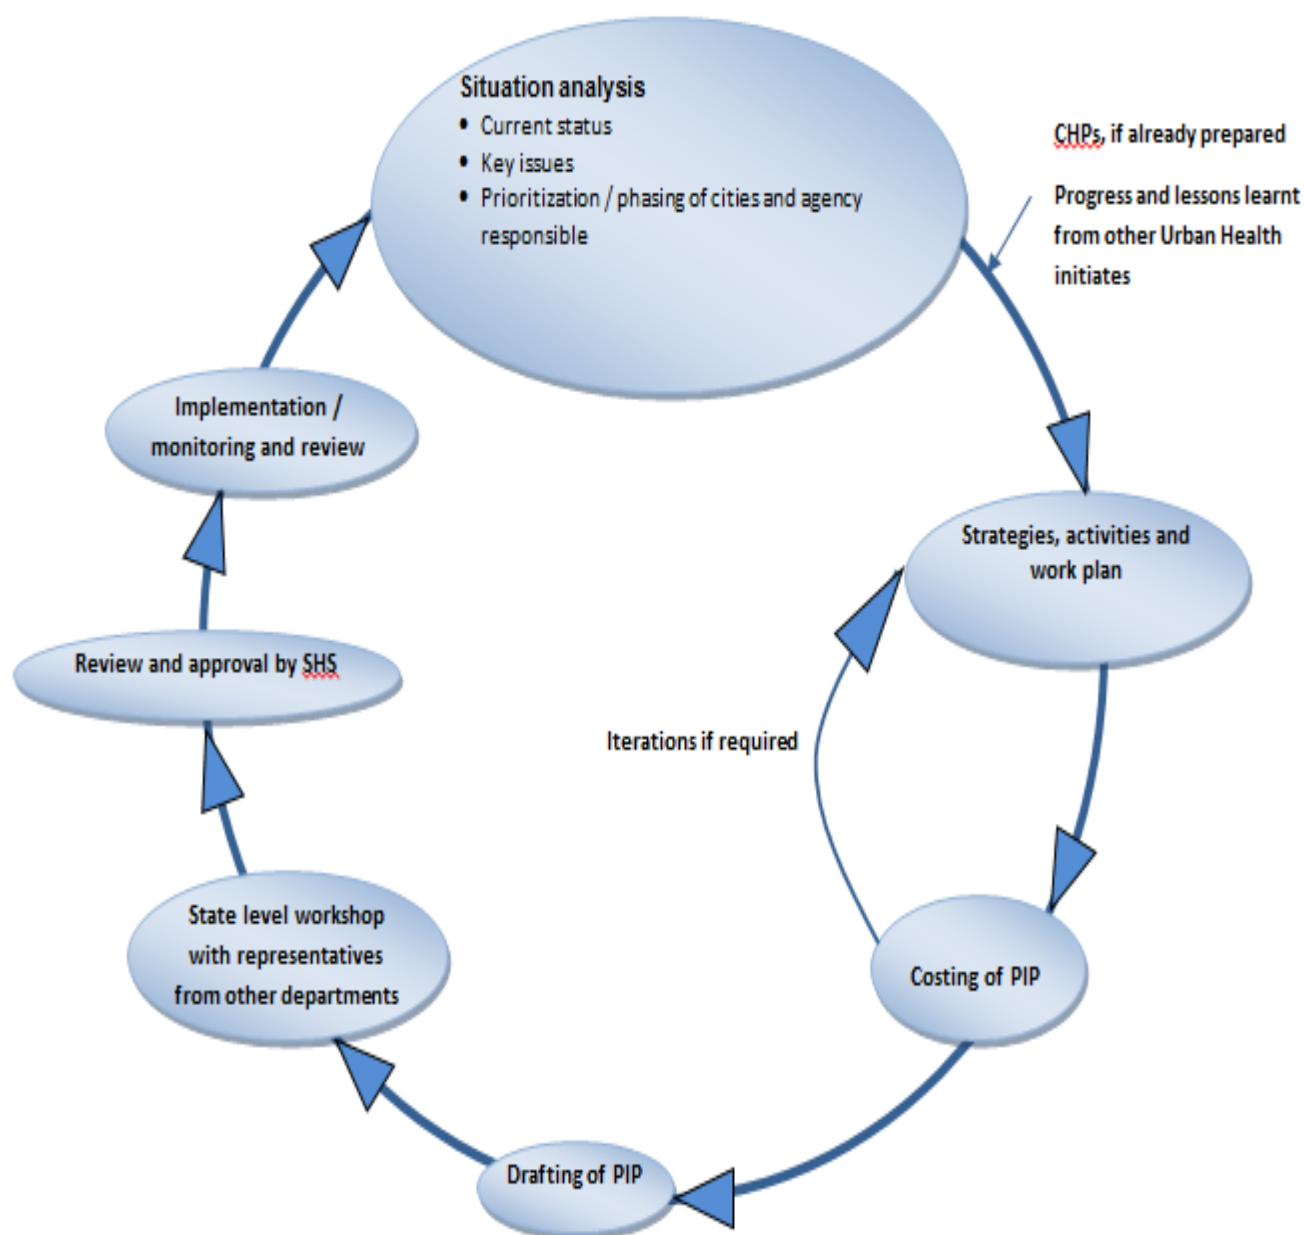 Situation analysis
• Current status
• Key issues
• Prioritization / phasing of cities and agency
responsible
CHPs, if already prepared
Progress and lessons learnt
from other Urban Health
initiates
Strategies, activities and
work plan
Iterations if required
Costing of PIP
Drafting of PIP
State level workshop
with representatives
from other departments
Review and approval by SHS
Implementation /
monitoring and review